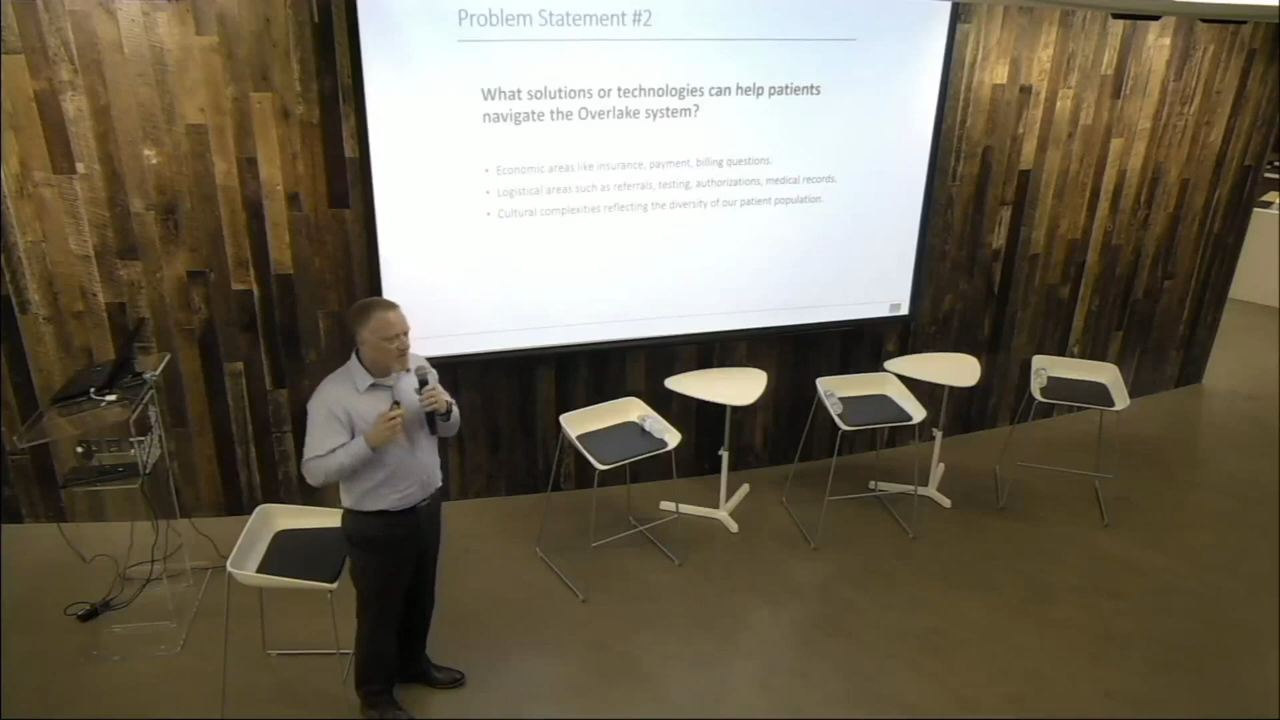 Problem Statement #2
What solutions or technologies can help patients
navigate the Overlake system?
• Economic areas like insurance, payment, billing questions.
• Logistical areas such as referrals, testing, authorizations, medical records.
• Cultural complexities reflecting the diversity of our patient population.